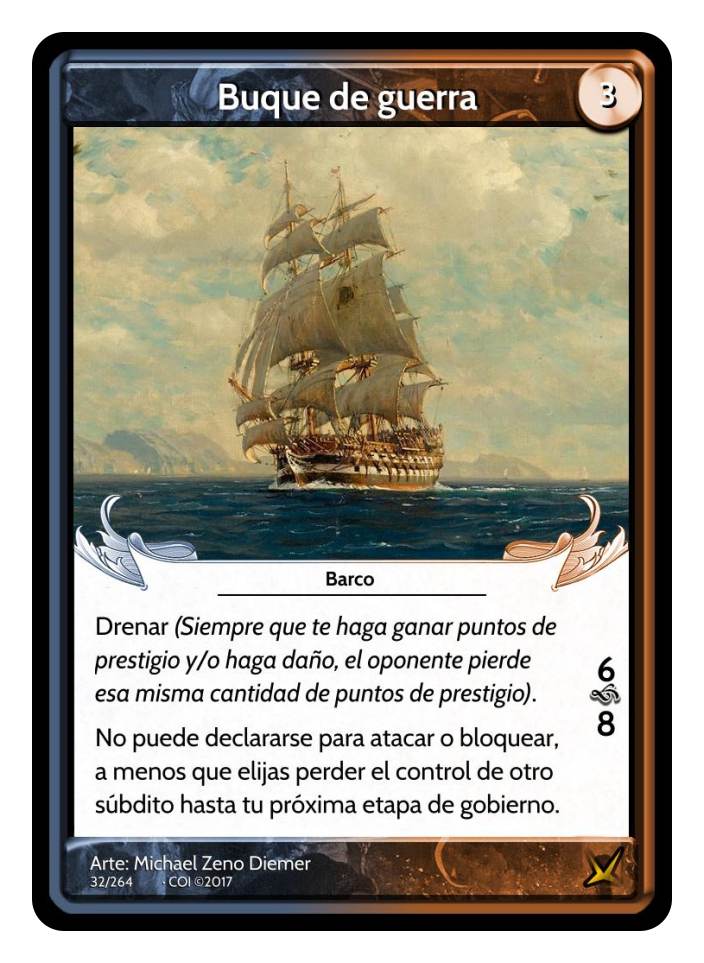 Buque de guerra
3
Barco
Drenar (Siempre que te haga ganar puntos de
prestigio y/o haga daño, el oponente pierde
esa misma cantidad de puntos de prestigio).
No puede declararse para atacar o bloquear,
a menos que elijas perder el control de otro
súbdito hasta tu próxima etapa de gobierno.
6
8
Arte: Michael Zeno Diemer
32/264 · COI ©2017